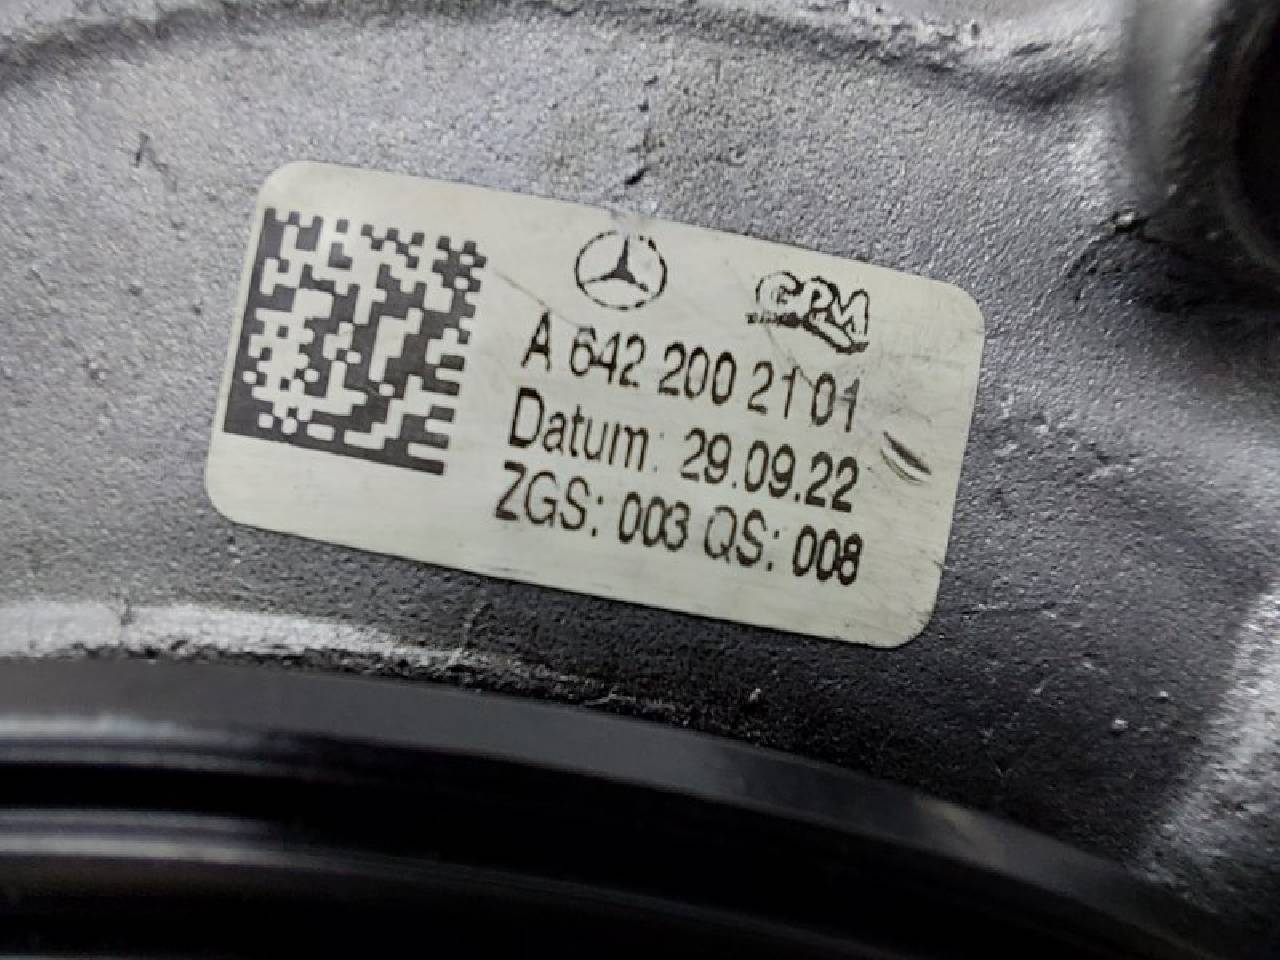 GPM
A 642 200 21 01
Datum: 29.09.22
ZGS: 003 QS: 008